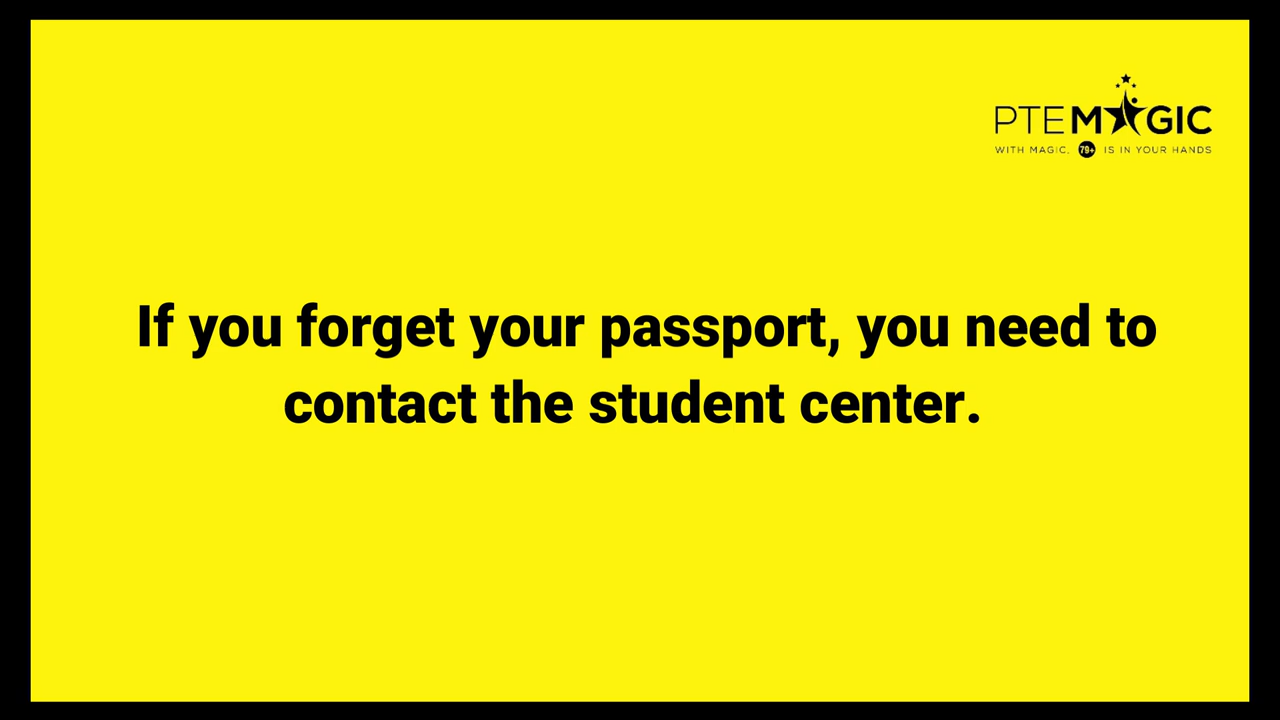 PTEMAGIC
WITH MAGIC, 79+ IS IN YOUR HANDS
If you forget your passport, you need to
contact the student center.